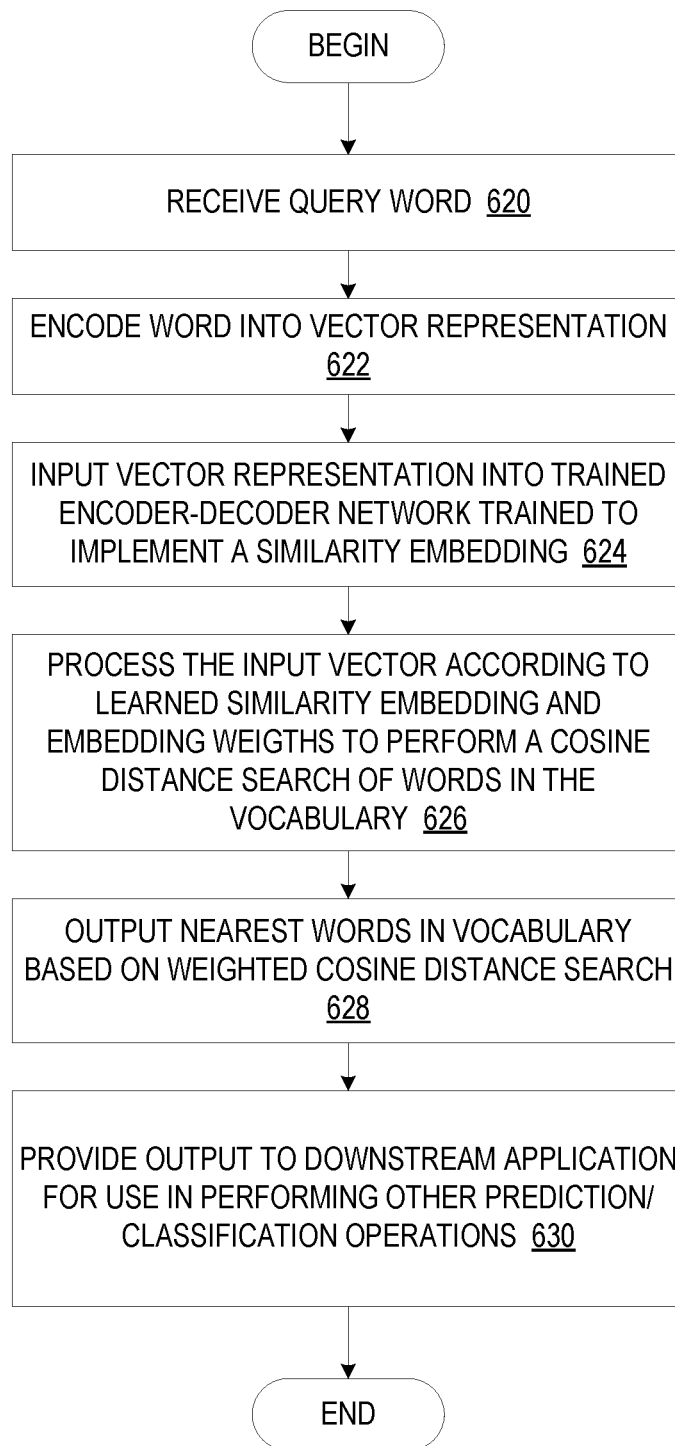 BEGIN
RECEIVE QUERY WORD 620
ENCODE WORD INTO VECTOR REPRESENTATION
622
INPUT VECTOR REPRESENTATION INTO TRAINED
ENCODER-DECODER NETWORK TRAINED TO
IMPLEMENT A SIMILARITY EMBEDDING 624
PROCESS THE INPUT VECTOR ACCORDING TO
LEARNED SIMILARITY EMBEDDING AND
EMBEDDING WEIGTHS TO PERFORM A COSINE
DISTANCE SEARCH OF WORDS IN THE
VOCABULARY 626
OUTPUT NEAREST WORDS IN VOCABULARY
BASED ON WEIGHTED COSINE DISTANCE SEARCH
628
PROVIDE OUTPUT TO DOWNSTREAM APPLICATION
FOR USE IN PERFORMING OTHER PREDICTION/
CLASSIFICATION OPERATIONS 630
END